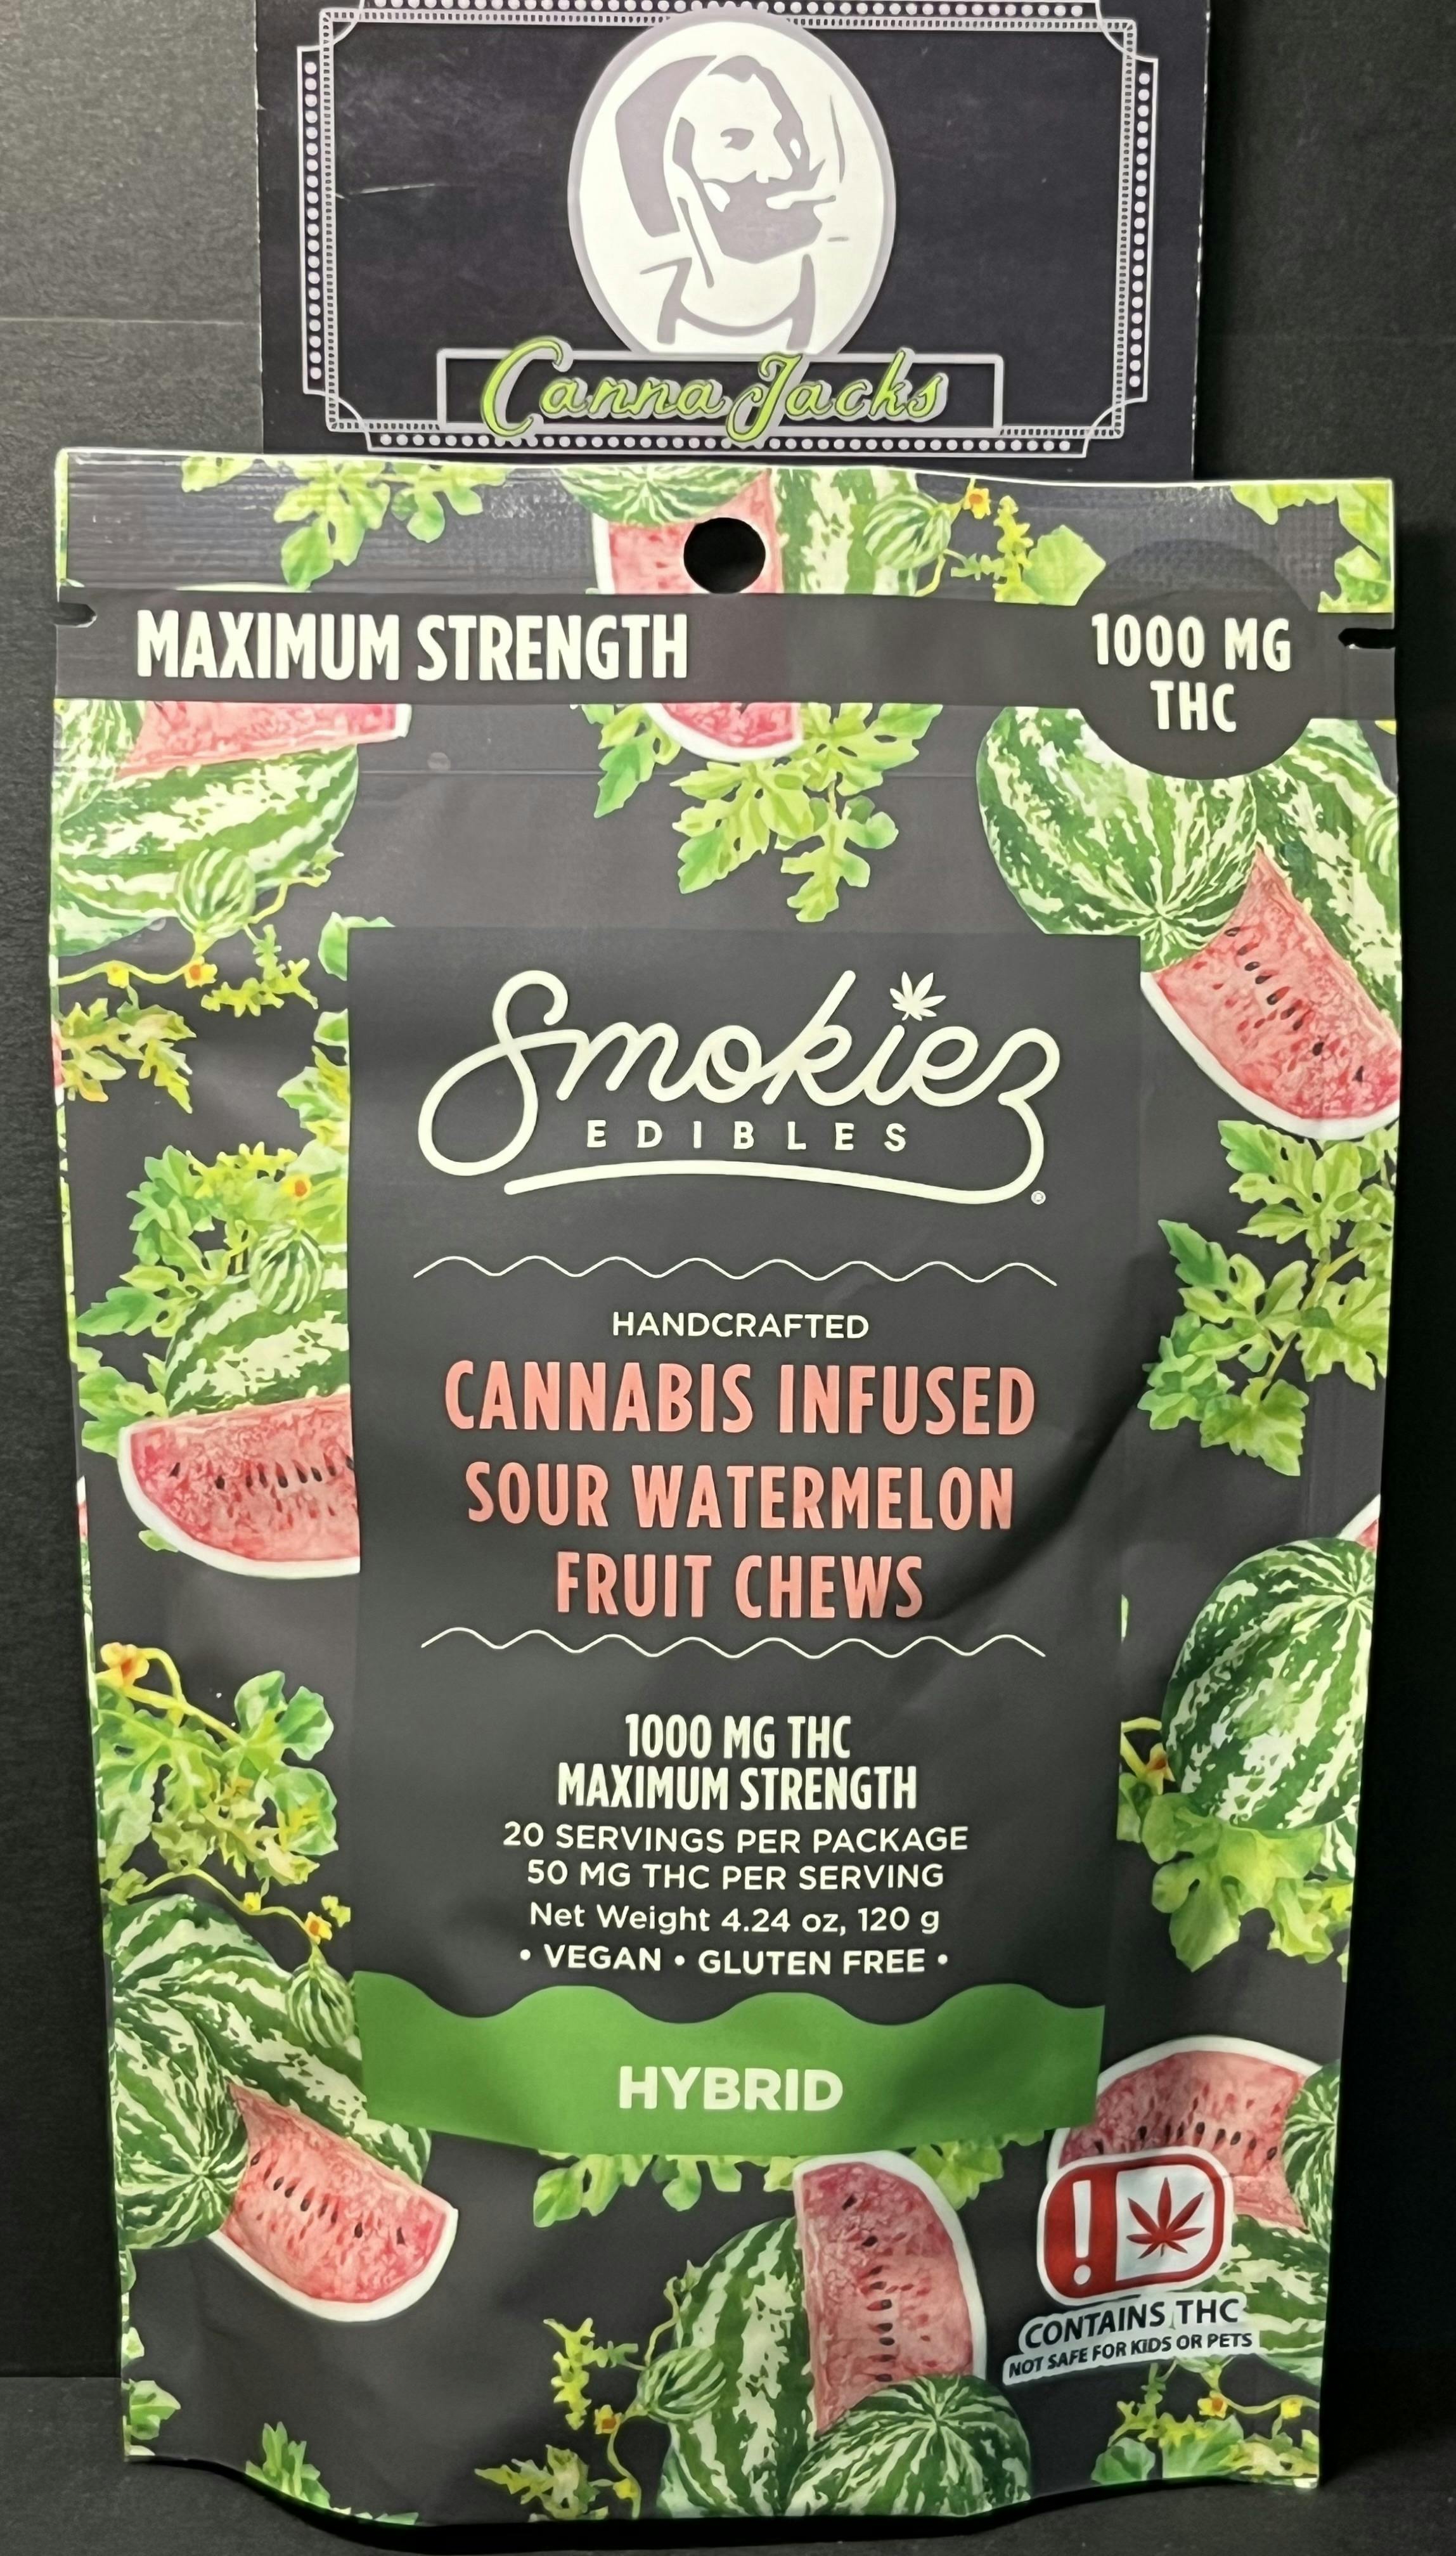 Canna Jacks
MAXIMUM STRENGTH
1000 MG
THC
Smokiez
EDIBLES
®
HANDCRAFTED
CANNABIS INFUSED
SOUR WATERMELON
FRUIT CHEWS
1000 MG THC
MAXIMUM STRENGTH
20 SERVINGS PER PACKAGE
50 MG THC PER SERVING
Net Weight 4.24 oz, 120 g
• VEGAN • GLUTEN FREE •
HYBRID
!
CONTAINS THC
NOT SAFE FOR KIDS OR PETS